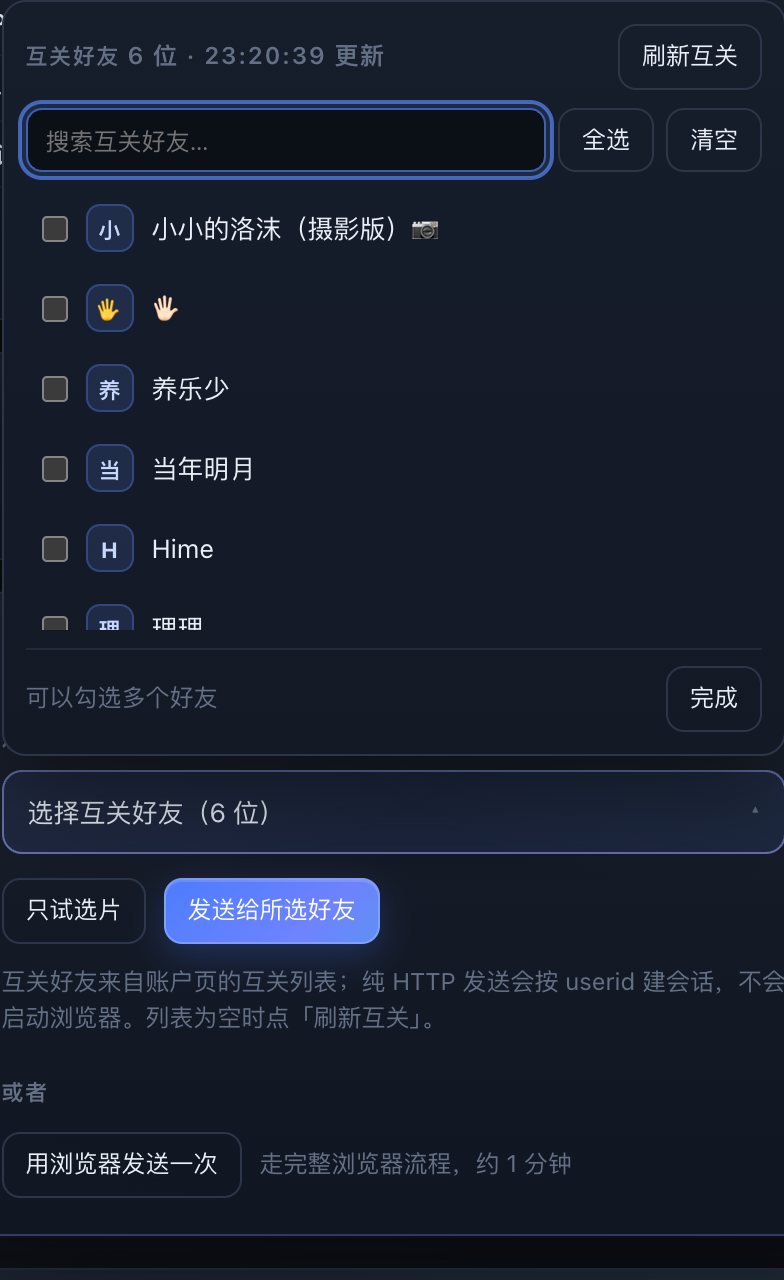 互关好友 6 位 · 23:20:39 更新
刷新互关
搜索互关好友…
全选
清空
小 小小的洛沫（摄影版）📷
🖐 🖐🏻
养 养乐少
当 当年明月
H Hime
理 理理
可以勾选多个好友
完成
选择互关好友（6 位）
只试选片
发送给所选好友
互关好友来自账户页的互关列表；纯 HTTP 发送会按 userid 建会话，不会
启动浏览器。列表为空时点「刷新互关」。
或者
用浏览器发送一次
走完整浏览器流程，约 1 分钟